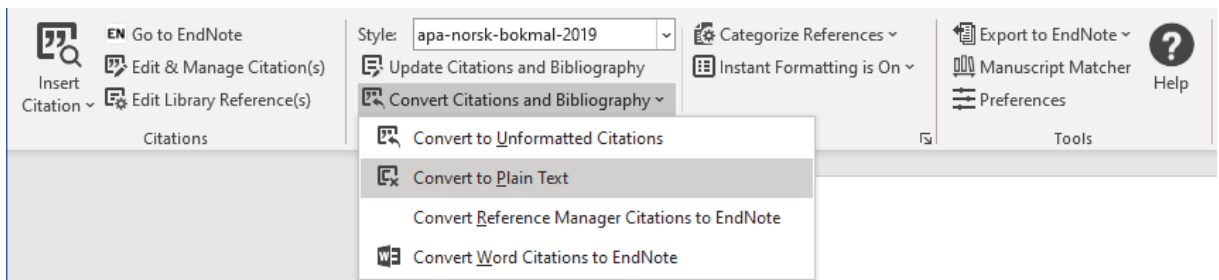 Insert
Citation
EN Go to EndNote
Edit & Manage Citation(s)
Edit Library Reference(s)
Citations
Style: apa-norsk-bokmal-2019
Update Citations and Bibliography
Convert Citations and Bibliography
Convert to Unformatted Citations
Convert to Plain Text
Convert Reference Manager Citations to EndNote
Convert Word Citations to EndNote
Categorize References
Instant Formatting is On
Export to EndNote
Manuscript Matcher
Preferences
Tools
Help